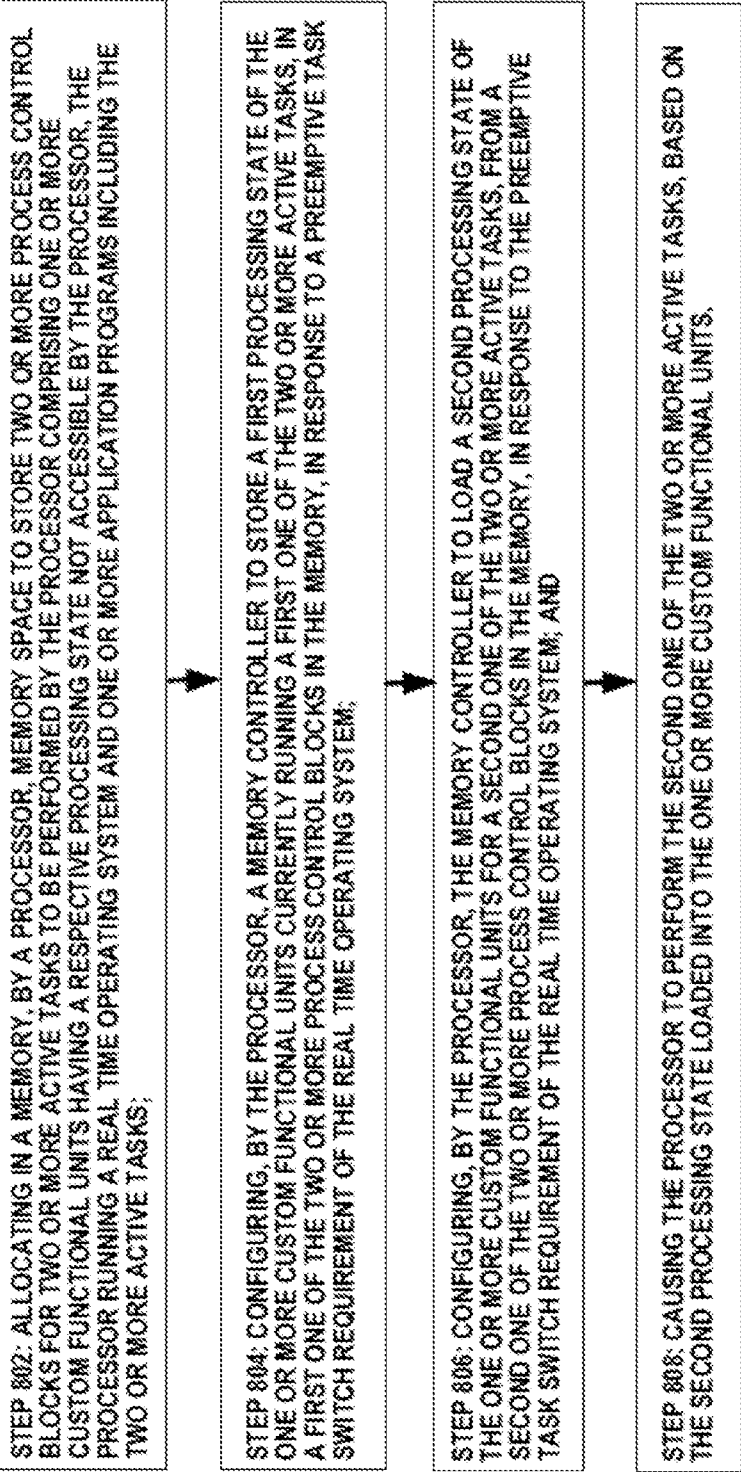 STEP 802: ALLOCATING IN A MEMORY, BY A PROCESSOR, MEMORY SPACE TO STORE TWO OR MORE PROCESS CONTROL
BLOCKS FOR TWO OR MORE ACTIVE TASKS TO BE PERFORMED BY THE PROCESSOR COMPRISING ONE OR MORE
CUSTOM FUNCTIONAL UNITS HAVING A RESPECTIVE PROCESSING STATE NOT ACCESSIBLE BY THE PROCESSOR, THE
PROCESSOR RUNNING A REAL TIME OPERATING SYSTEM AND ONE OR MORE APPLICATION PROGRAMS INCLUDING THE
TWO OR MORE ACTIVE TASKS;
STEP 804: CONFIGURING, BY THE PROCESSOR, A MEMORY CONTROLLER TO STORE A FIRST PROCESSING STATE OF THE
ONE OR MORE CUSTOM FUNCTIONAL UNITS CURRENTLY RUNNING A FIRST ONE OF THE TWO OR MORE ACTIVE TASKS, IN
A FIRST ONE OF THE TWO OR MORE PROCESS CONTROL BLOCKS IN THE MEMORY, IN RESPONSE TO A PREEMPTIVE TASK
SWITCH REQUIREMENT OF THE REAL TIME OPERATING SYSTEM;
STEP 806: CONFIGURING, BY THE PROCESSOR, THE MEMORY CONTROLLER TO LOAD A SECOND PROCESSING STATE OF
THE ONE OR MORE CUSTOM FUNCTIONAL UNITS FOR A SECOND ONE OF THE TWO OR MORE ACTIVE TASKS, FROM A
SECOND ONE OF THE TWO OR MORE PROCESS CONTROL BLOCKS IN THE MEMORY, IN RESPONSE TO THE PREEMPTIVE
TASK SWITCH REQUIREMENT OF THE REAL TIME OPERATING SYSTEM; AND
STEP 808: CAUSING THE PROCESSOR TO PERFORM THE SECOND ONE OF THE TWO OR MORE ACTIVE TASKS, BASED ON
THE SECOND PROCESSING STATE LOADED INTO THE ONE OR MORE CUSTOM FUNCTIONAL UNITS.